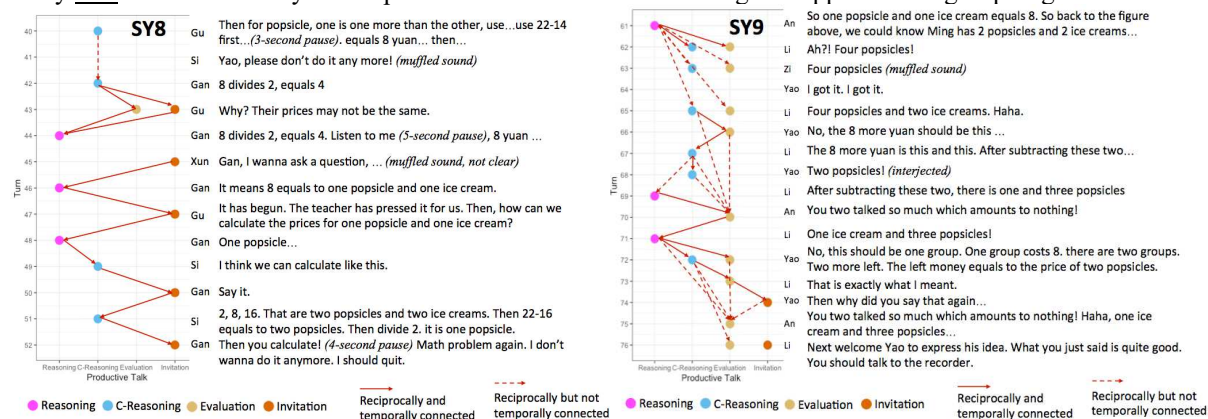 SY8
40 Gu Then for popsicle, one is one more than the other, use…use 22-14
first…(3-second pause). equals 8 yuan… then…
41 Si Yao, please don't do it any more! (muffled sound)
42 Gan 8 divides 2, equals 4
43 Gu Why? Their prices may not be the same.
44 Gan 8 divides 2, equals 4. Listen to me (5-second pause), 8 yuan …
45 Xun Gan, I wanna ask a question, … (muffled sound, not clear)
46 Gan It means 8 equals to one popsicle and one ice cream.
47 Gu It has begun. The teacher has pressed it for us. Then, how can we
calculate the prices for one popsicle and one ice cream?
48 Gan One popsicle…
49 Si I think we can calculate like this.
50 Gan Say it.
51 Si 2, 8, 16. That are two popsicles and two ice creams. Then 22-16
equals to two popsicles. Then divide 2. it is one popsicle.
52 Gan Then you calculate! (4-second pause) Math problem again. I don't
wanna do it anymore. I should quit.
Turn
Reasoning C-Reasoning Evaluation Invitation
Productive Talk
Reasoning C-Reasoning Evaluation Invitation
Reciprocally and
temporally connected
Reciprocally but not
temporally connected
SY9
61 An So one popsicle and one ice cream equals 8. So back to the figure
above, we could know Ming has 2 popsicles and 2 ice creams…
62 Li Ah?! Four popsicles!
63 Zi Four popsicles (muffled sound)
Yao I got it. I got it.
65 Li Four popsicles and two ice creams. Haha.
66 Yao No, the 8 more yuan should be this …
67 Li The 8 more yuan is this and this. After subtracting these two…
68 Yao Two popsicles! (interjected)
69 Li After subtracting these two, there is one and three popsicles
70 An You two talked so much which amounts to nothing!
71 Li One ice cream and three popsicles!
72 Yao No, this should be one group. One group costs 8. there are two groups.
Two more left. The left money equals to the price of two popsicles.
Li That is exactly what I meant.
74 Yao Then why did you say that again…
75 An You two talked so much which amounts to nothing! Haha, one ice
cream and three popsicles…
76 Li Next welcome Yao to express his idea. What you just said is quite good.
You should talk to the recorder.
Turn
Reasoning C-Reasoning Evaluation Invitation
Productive Talk
Reasoning C-Reasoning Evaluation Invitation
Reciprocally and
temporally connected
Reciprocally but not
temporally connected